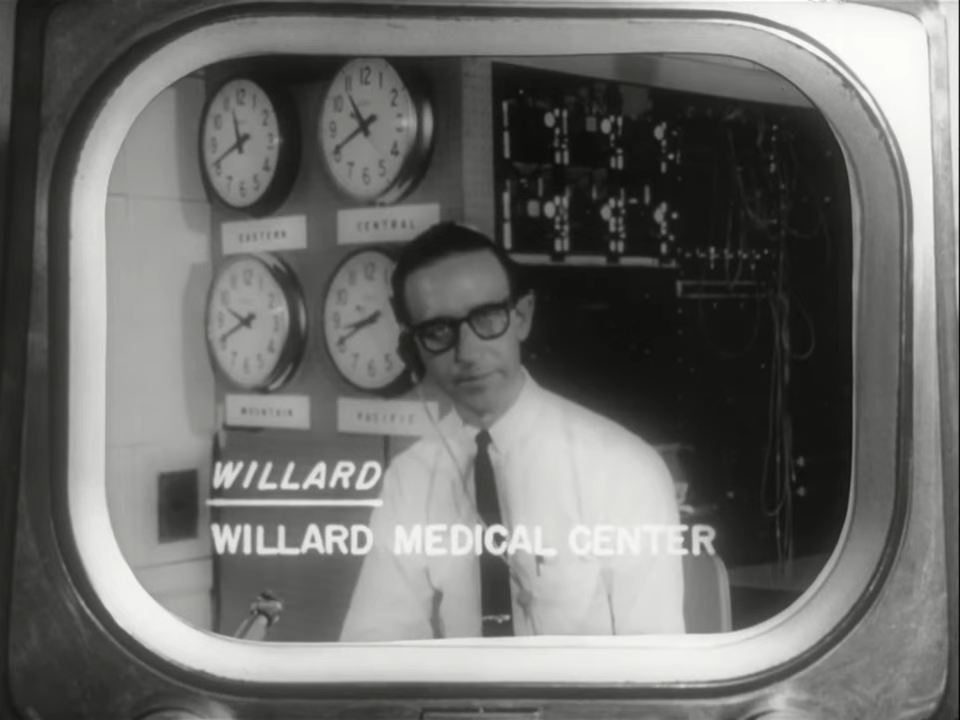 EASTERN
CENTRAL
MOUNTAIN
PACIFIC
WILLARD
WILLARD MEDICAL CENTER